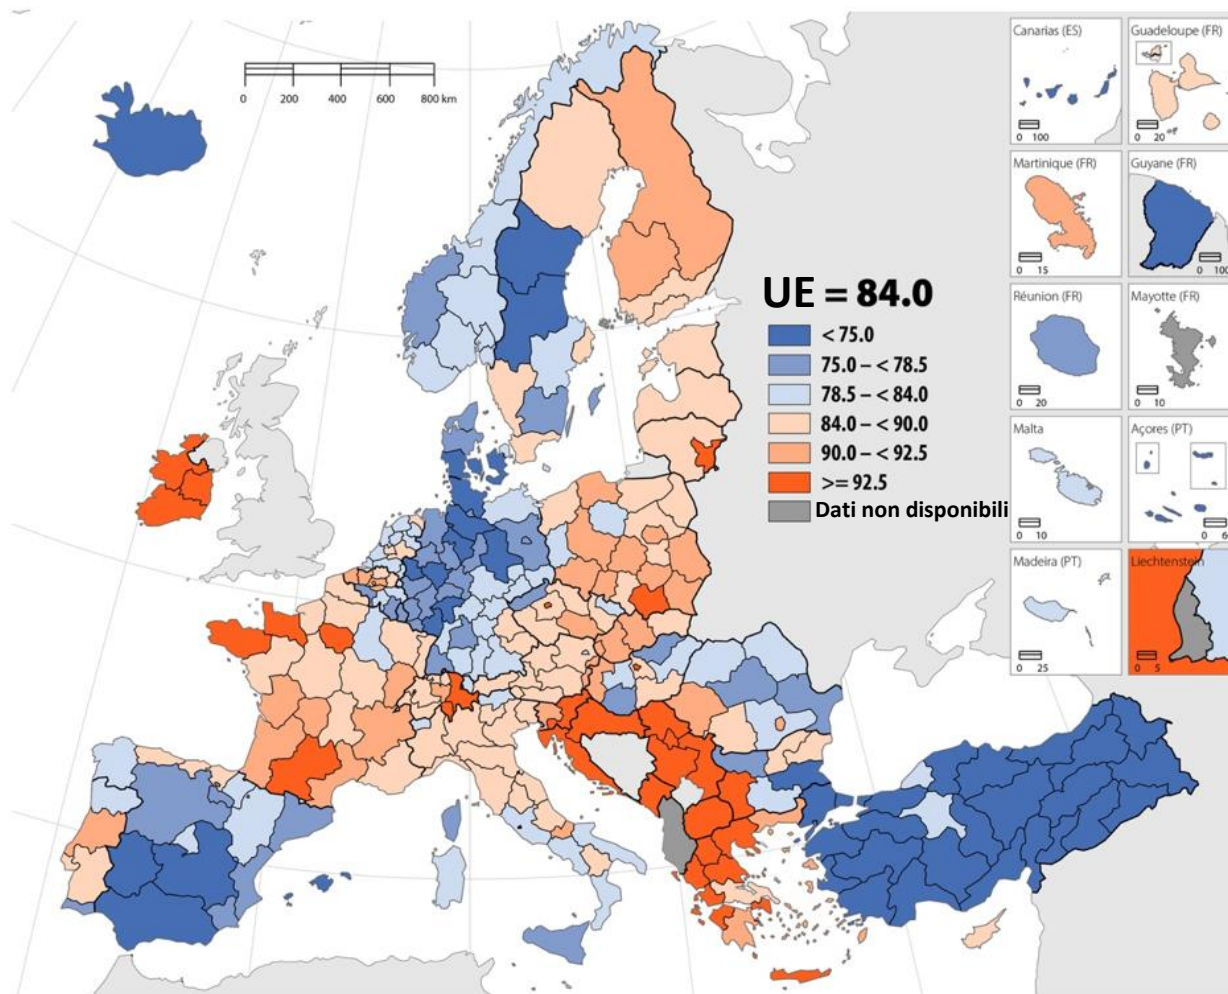 0 200 400 600 800 km
UE = 84.0
< 75.0
75.0 – < 78.5
78.5 – < 84.0
84.0 – < 90.0
90.0 – < 92.5
>= 92.5
Dati non disponibili
Canarias (ES)
0 100
Guadeloupe (FR)
0 20
Martinique (FR)
0 15
Guyane (FR)
0 100
Réunion (FR)
0 20
Mayotte (FR)
0 10
Malta
0 10
Açores (PT)
0 6
Madeira (PT)
0 25
Liechtenstein
0 5